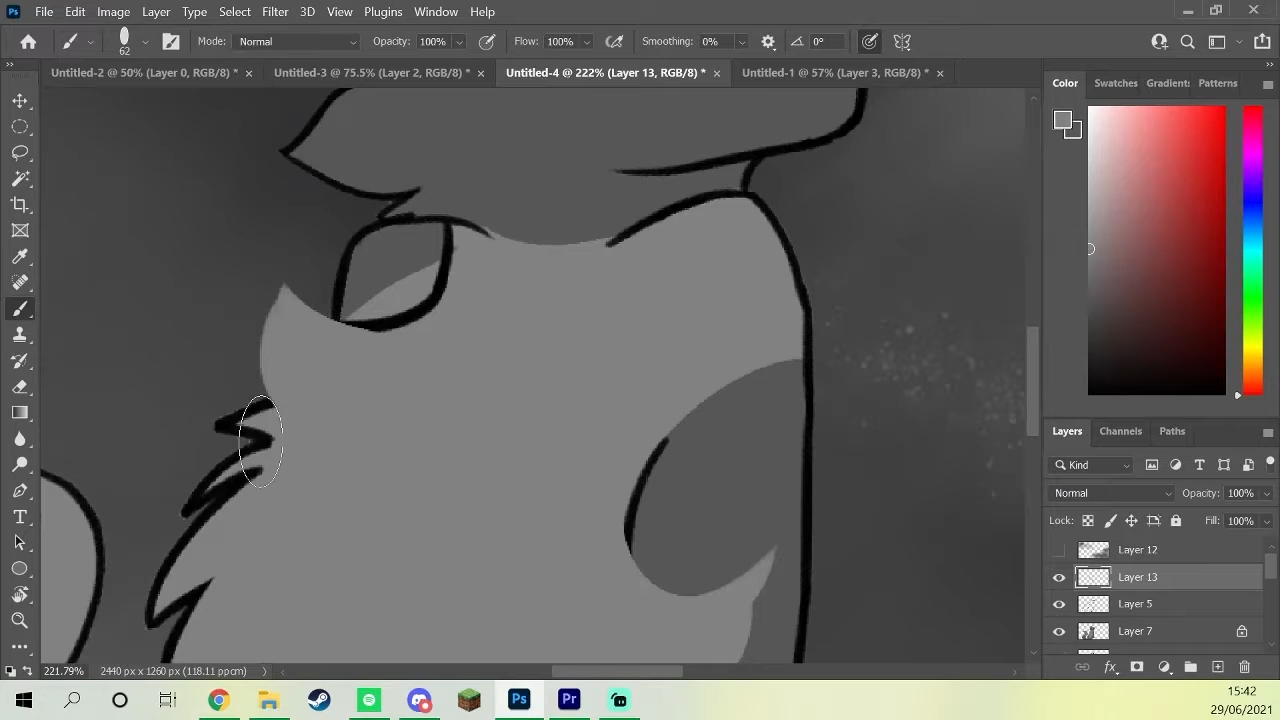 Ps File Edit Image Layer Type Select Filter 3D View Plugins Window Help
62 Mode: Normal Opacity: 100% Flow: 100% Smoothing: 0% 0°
Untitled-2 @ 50% (Layer 0, RGB/8) * × Untitled-3 @ 75.5% (Layer 2, RGB/8) * × Untitled-4 @ 222% (Layer 13, RGB/8) * × Untitled-1 @ 57% (Layer 3, RGB/8) * ×
Color Swatches Gradient: Patterns
Layers Channels Paths
Kind
Normal Opacity: 100%
Lock: Fill: 100%
Layer 12
Layer 13
Layer 5
Layer 7
221.79% 2440 px x 1260 px (118.11 ppcm)
Ps Pr
15:42
29/06/2021